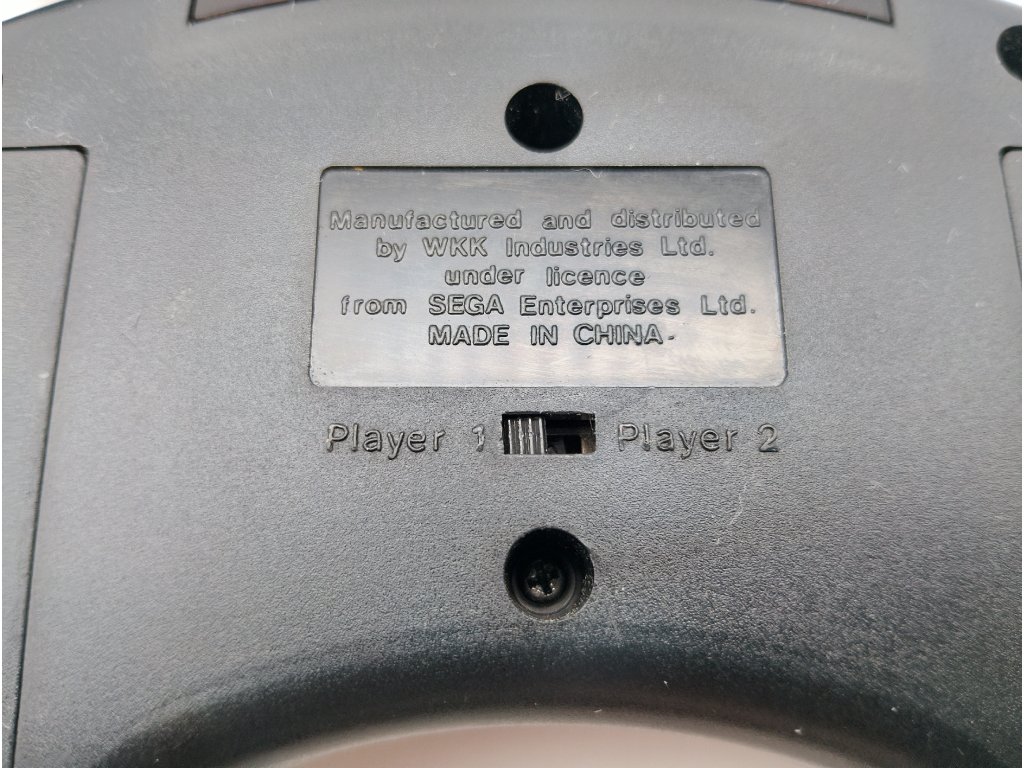 Manufactured and distributed
by WKK Industries Ltd.
under licence
from SEGA Enterprises Ltd.
MADE IN CHINA.
Player 1 Player 2